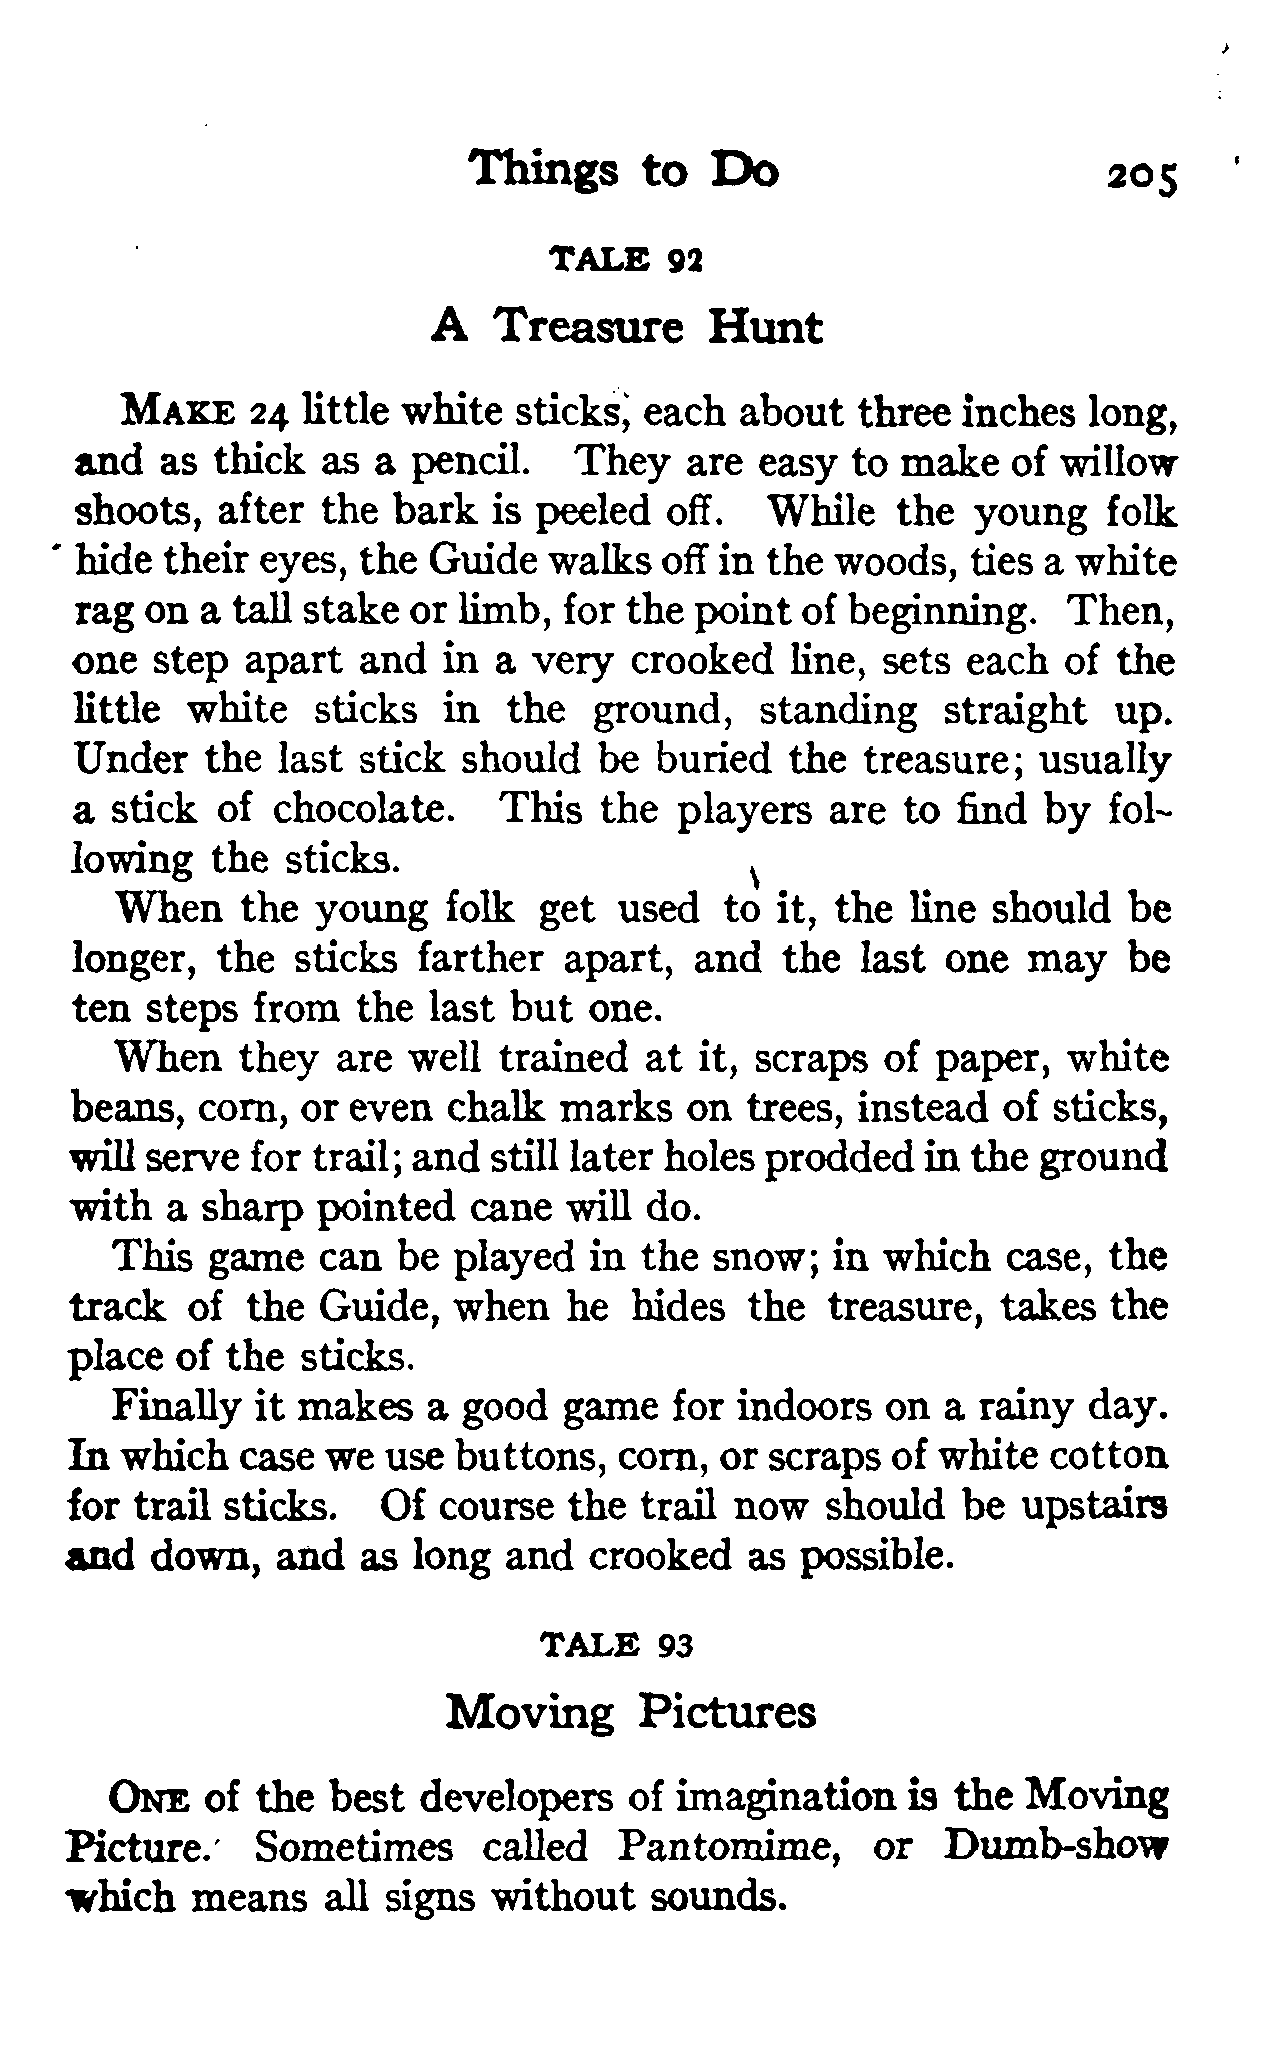 Things to Do 205
TALE 92
A Treasure Hunt
MAKE 24 little white sticks, each about three inches long,
and as thick as a pencil. They are easy to make of willow
shoots, after the bark is peeled off. While the young folk
hide their eyes, the Guide walks off in the woods, ties a white
rag on a tall stake or limb, for the point of beginning. Then,
one step apart and in a very crooked line, sets each of the
little white sticks in the ground, standing straight up.
Under the last stick should be buried the treasure; usually
a stick of chocolate. This the players are to find by fol-
lowing the sticks.
When the young folk get used to it, the line should be
longer, the sticks farther apart, and the last one may be
ten steps from the last but one.
When they are well trained at it, scraps of paper, white
beans, corn, or even chalk marks on trees, instead of sticks,
will serve for trail; and still later holes prodded in the ground
with a sharp pointed cane will do.
This game can be played in the snow; in which case, the
track of the Guide, when he hides the treasure, takes the
place of the sticks.
Finally it makes a good game for indoors on a rainy day.
In which case we use buttons, corn, or scraps of white cotton
for trail sticks. Of course the trail now should be upstairs
and down, and as long and crooked as possible.
TALE 93
Moving Pictures
ONE of the best developers of imagination is the Moving
Picture. Sometimes called Pantomime, or Dumb-show
which means all signs without sounds.